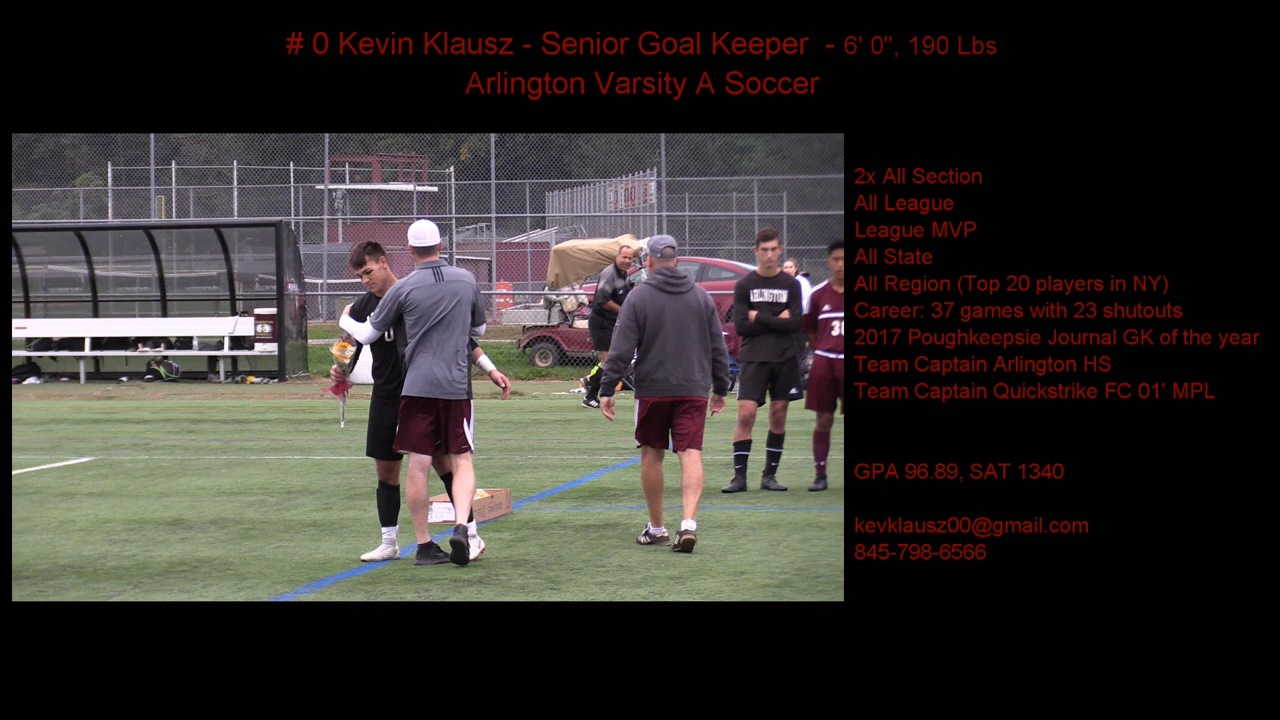 # 0 Kevin Klausz - Senior Goal Keeper - 6' 0", 190 Lbs
Arlington Varsity A Soccer
2x All Section
All League
League MVP
All State
All Region (Top 20 players in NY)
Career: 37 games with 23 shutouts
2017 Poughkeepsie Journal GK of the year
Team Captain Arlington HS
Team Captain Quickstrike FC 01' MPL
GPA 96.89, SAT 1340
kevklausz00@gmail.com
845-798-6566
ARLINGTON